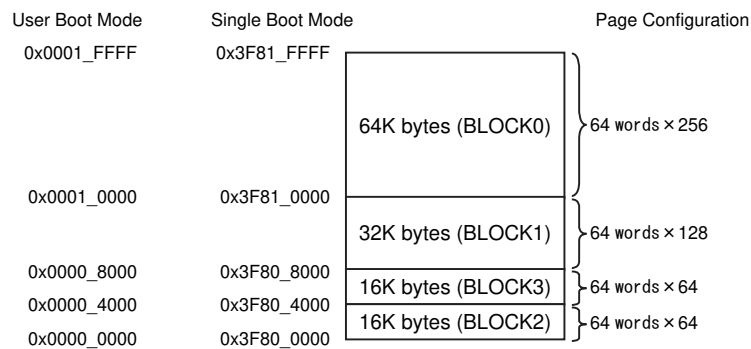 User Boot Mode Single Boot Mode Page Configuration
0x0001_FFFF 0x3F81_FFFF
64K bytes (BLOCK0) 64 words×256
0x0001_0000 0x3F81_0000
32K bytes (BLOCK1) 64 words×128
0x0000_8000 0x3F80_8000
16K bytes (BLOCK3) 64 words×64
0x0000_4000 0x3F80_4000
16K bytes (BLOCK2) 64 words×64
0x0000_0000 0x3F80_0000